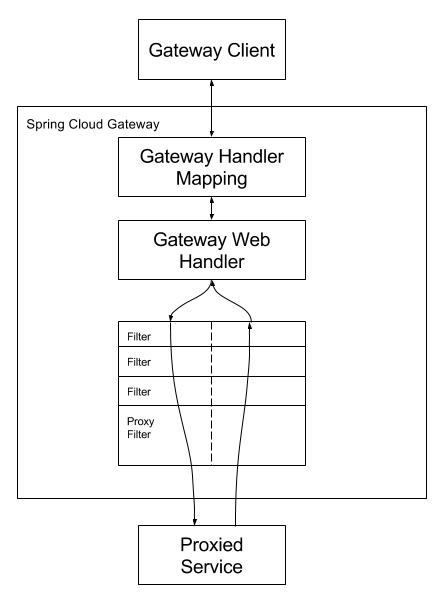 Gateway Client
Spring Cloud Gateway
Gateway Handler
Mapping
Gateway Web
Handler
Filter
Filter
Filter
Proxy
Filter
Proxied
Service